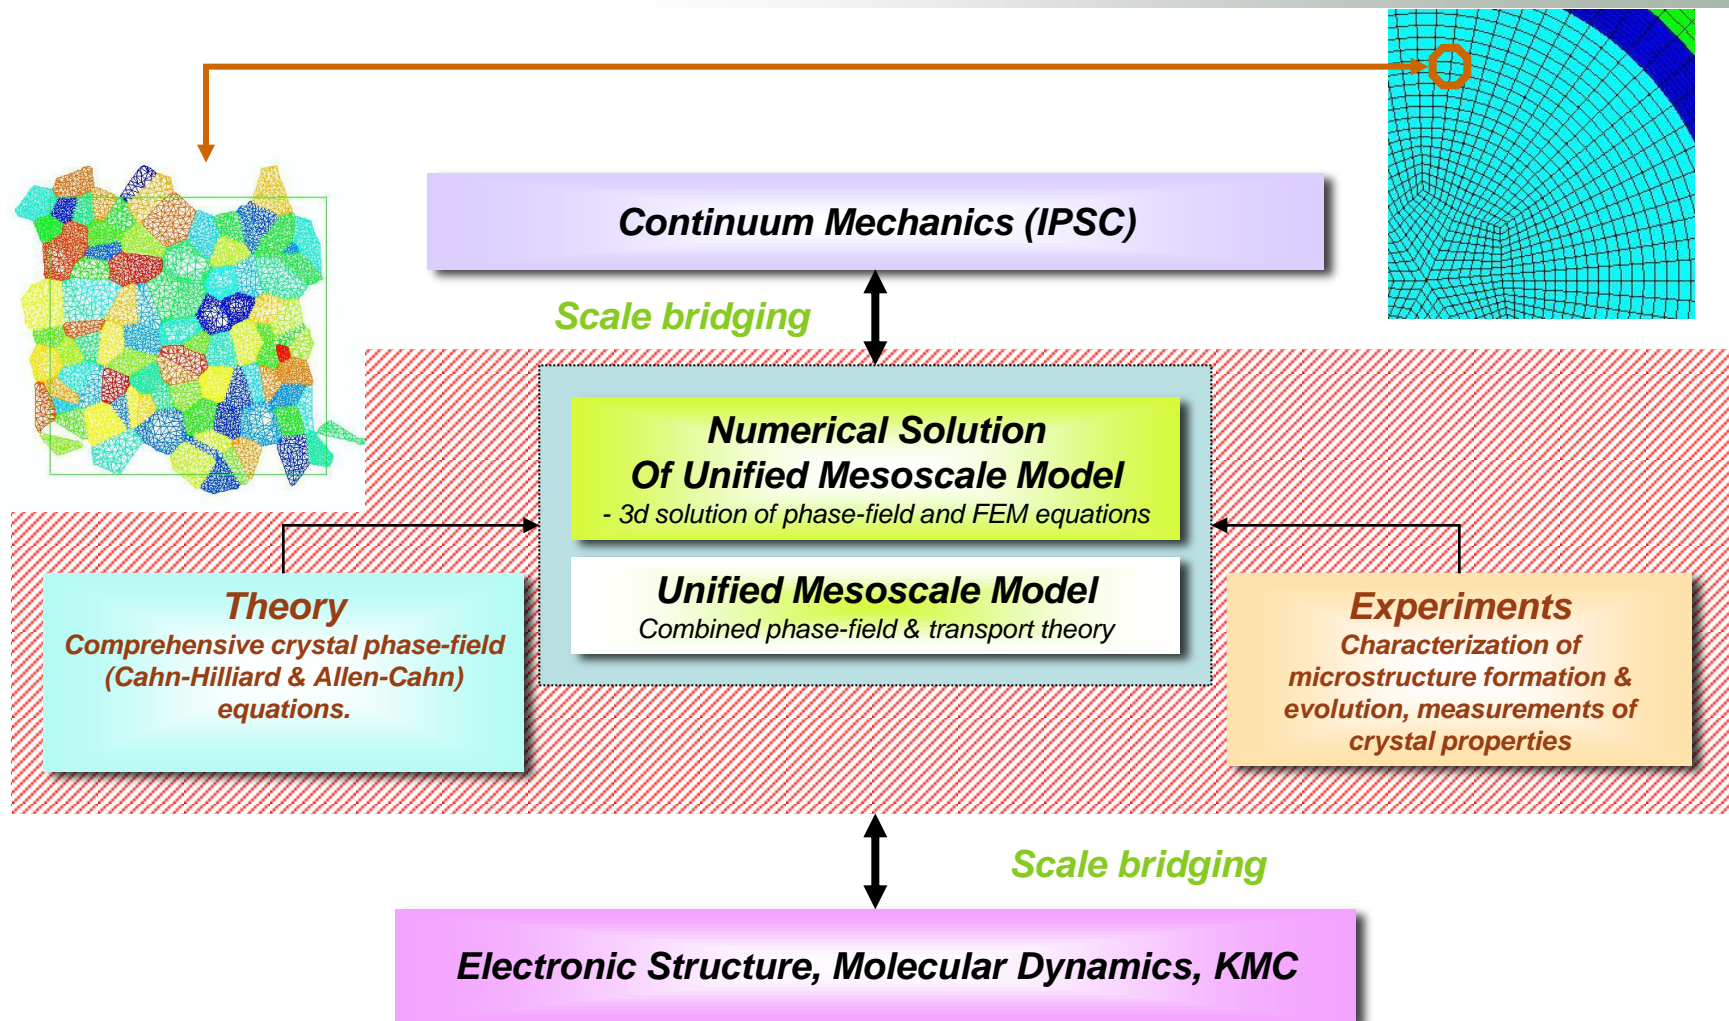 Continuum Mechanics (IPSC)
Scale bridging
Numerical Solution
Of Unified Mesoscale Model
- 3d solution of phase-field and FEM equations
Unified Mesoscale Model
Combined phase-field & transport theory
Theory
Comprehensive crystal phase-field
(Cahn-Hilliard & Allen-Cahn)
equations.
Experiments
Characterization of
microstructure formation &
evolution, measurements of
crystal properties
Scale bridging
Electronic Structure, Molecular Dynamics, KMC